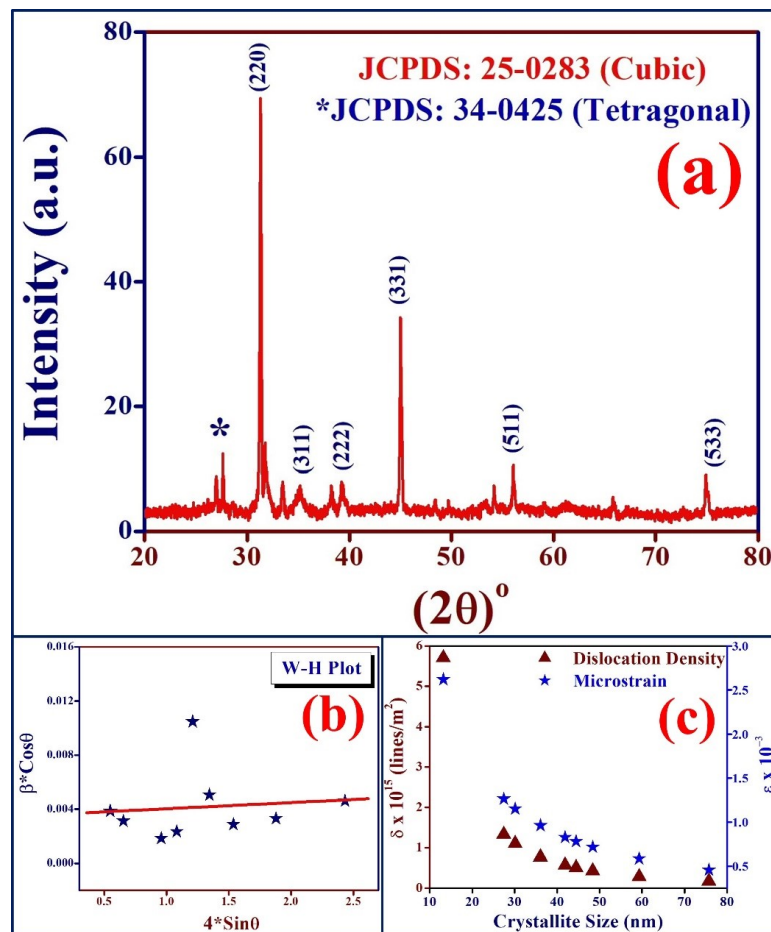 JCPDS: 25-0283 (Cubic)
*JCPDS: 34-0425 (Tetragonal)
(a)
Intensity (a.u.)
80
60
40
20
0
(220)
*
(311)
(222)
(331)
(511)
(533)
20 30 40 50 60 70 80
(2θ)°
W-H Plot
(b)
β*Cosθ
0.016
0.012
0.008
0.004
0.000
0.5 1.0 1.5 2.0 2.5
4*Sinθ
Dislocation Density
Microstrain
(c)
δ x 10¹⁵ (lines/m²)
6
5
4
3
2
1
0
3.0
2.5
2.0
1.5
1.0
0.5
ε x 10⁻³
10 20 30 40 50 60 70 80
Crystallite Size (nm)